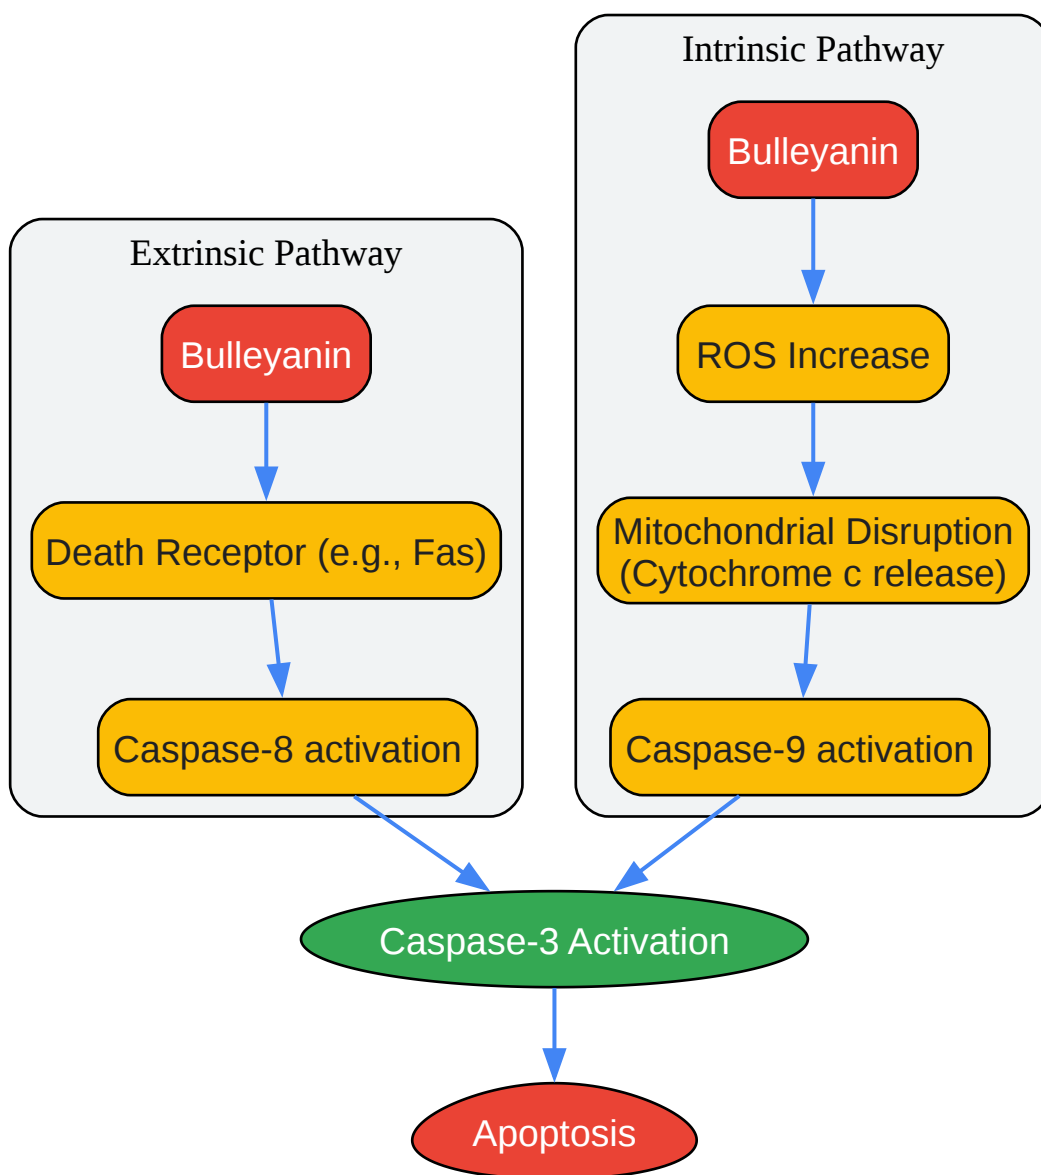 Extrinsic Pathway
Bulleyanin
Death Receptor (e.g., Fas)
Caspase-8 activation
Intrinsic Pathway
Bulleyanin
ROS Increase
Mitochondrial Disruption
(Cytochrome c release)
Caspase-9 activation
Caspase-3 Activation
Apoptosis